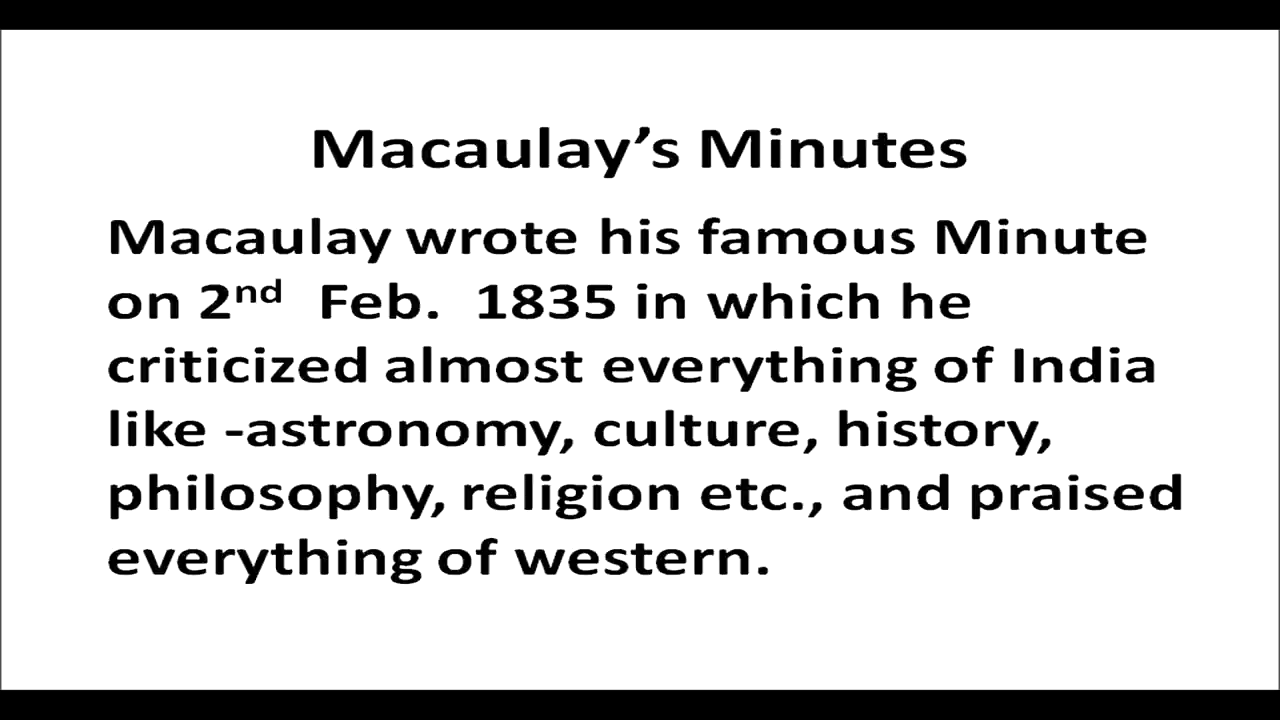 Macaulay’s Minutes
Macaulay wrote his famous Minute
on 2nd Feb. 1835 in which he
criticized almost everything of India
like -astronomy, culture, history,
philosophy, religion etc., and praised
everything of western.